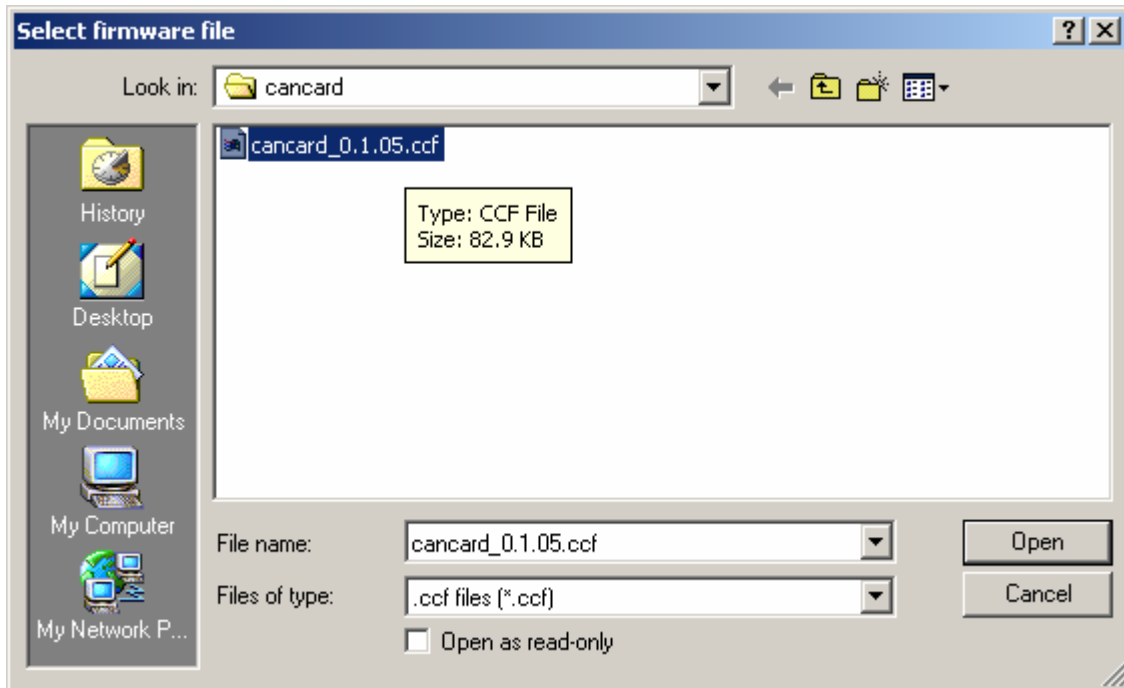 Select firmware file
Look in: cancard
cancard_0.1.05.ccf
Type: CCF File
Size: 82.9 KB
History
Desktop
My Documents
My Computer
My Network P...
File name: cancard_0.1.05.ccf
Open
Files of type: .ccf files (*.ccf)
Cancel
Open as read-only